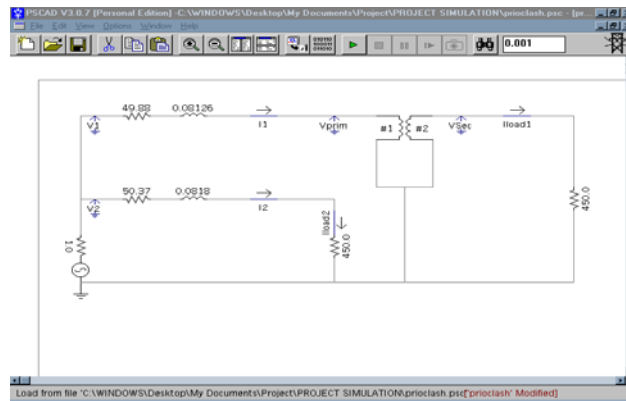 PSCAD V3.0.7 [Personal Edition] C:\WINDOWS\Desktop\My Documents\Project\PROJECT SIMULATION\prioclash.psc - [pr...
File Edit View Options Window Help
0.001
49.88 0.08126
V1 I1 Vprim #1 #2 VSec Iload1
50.37 0.0818
V2 I2
Iload2
450.0
450.0
1.0
Load from file 'C:\WINDOWS\Desktop\My Documents\Project\PROJECT SIMULATION\prioclash.psc['prioclash' Modified]